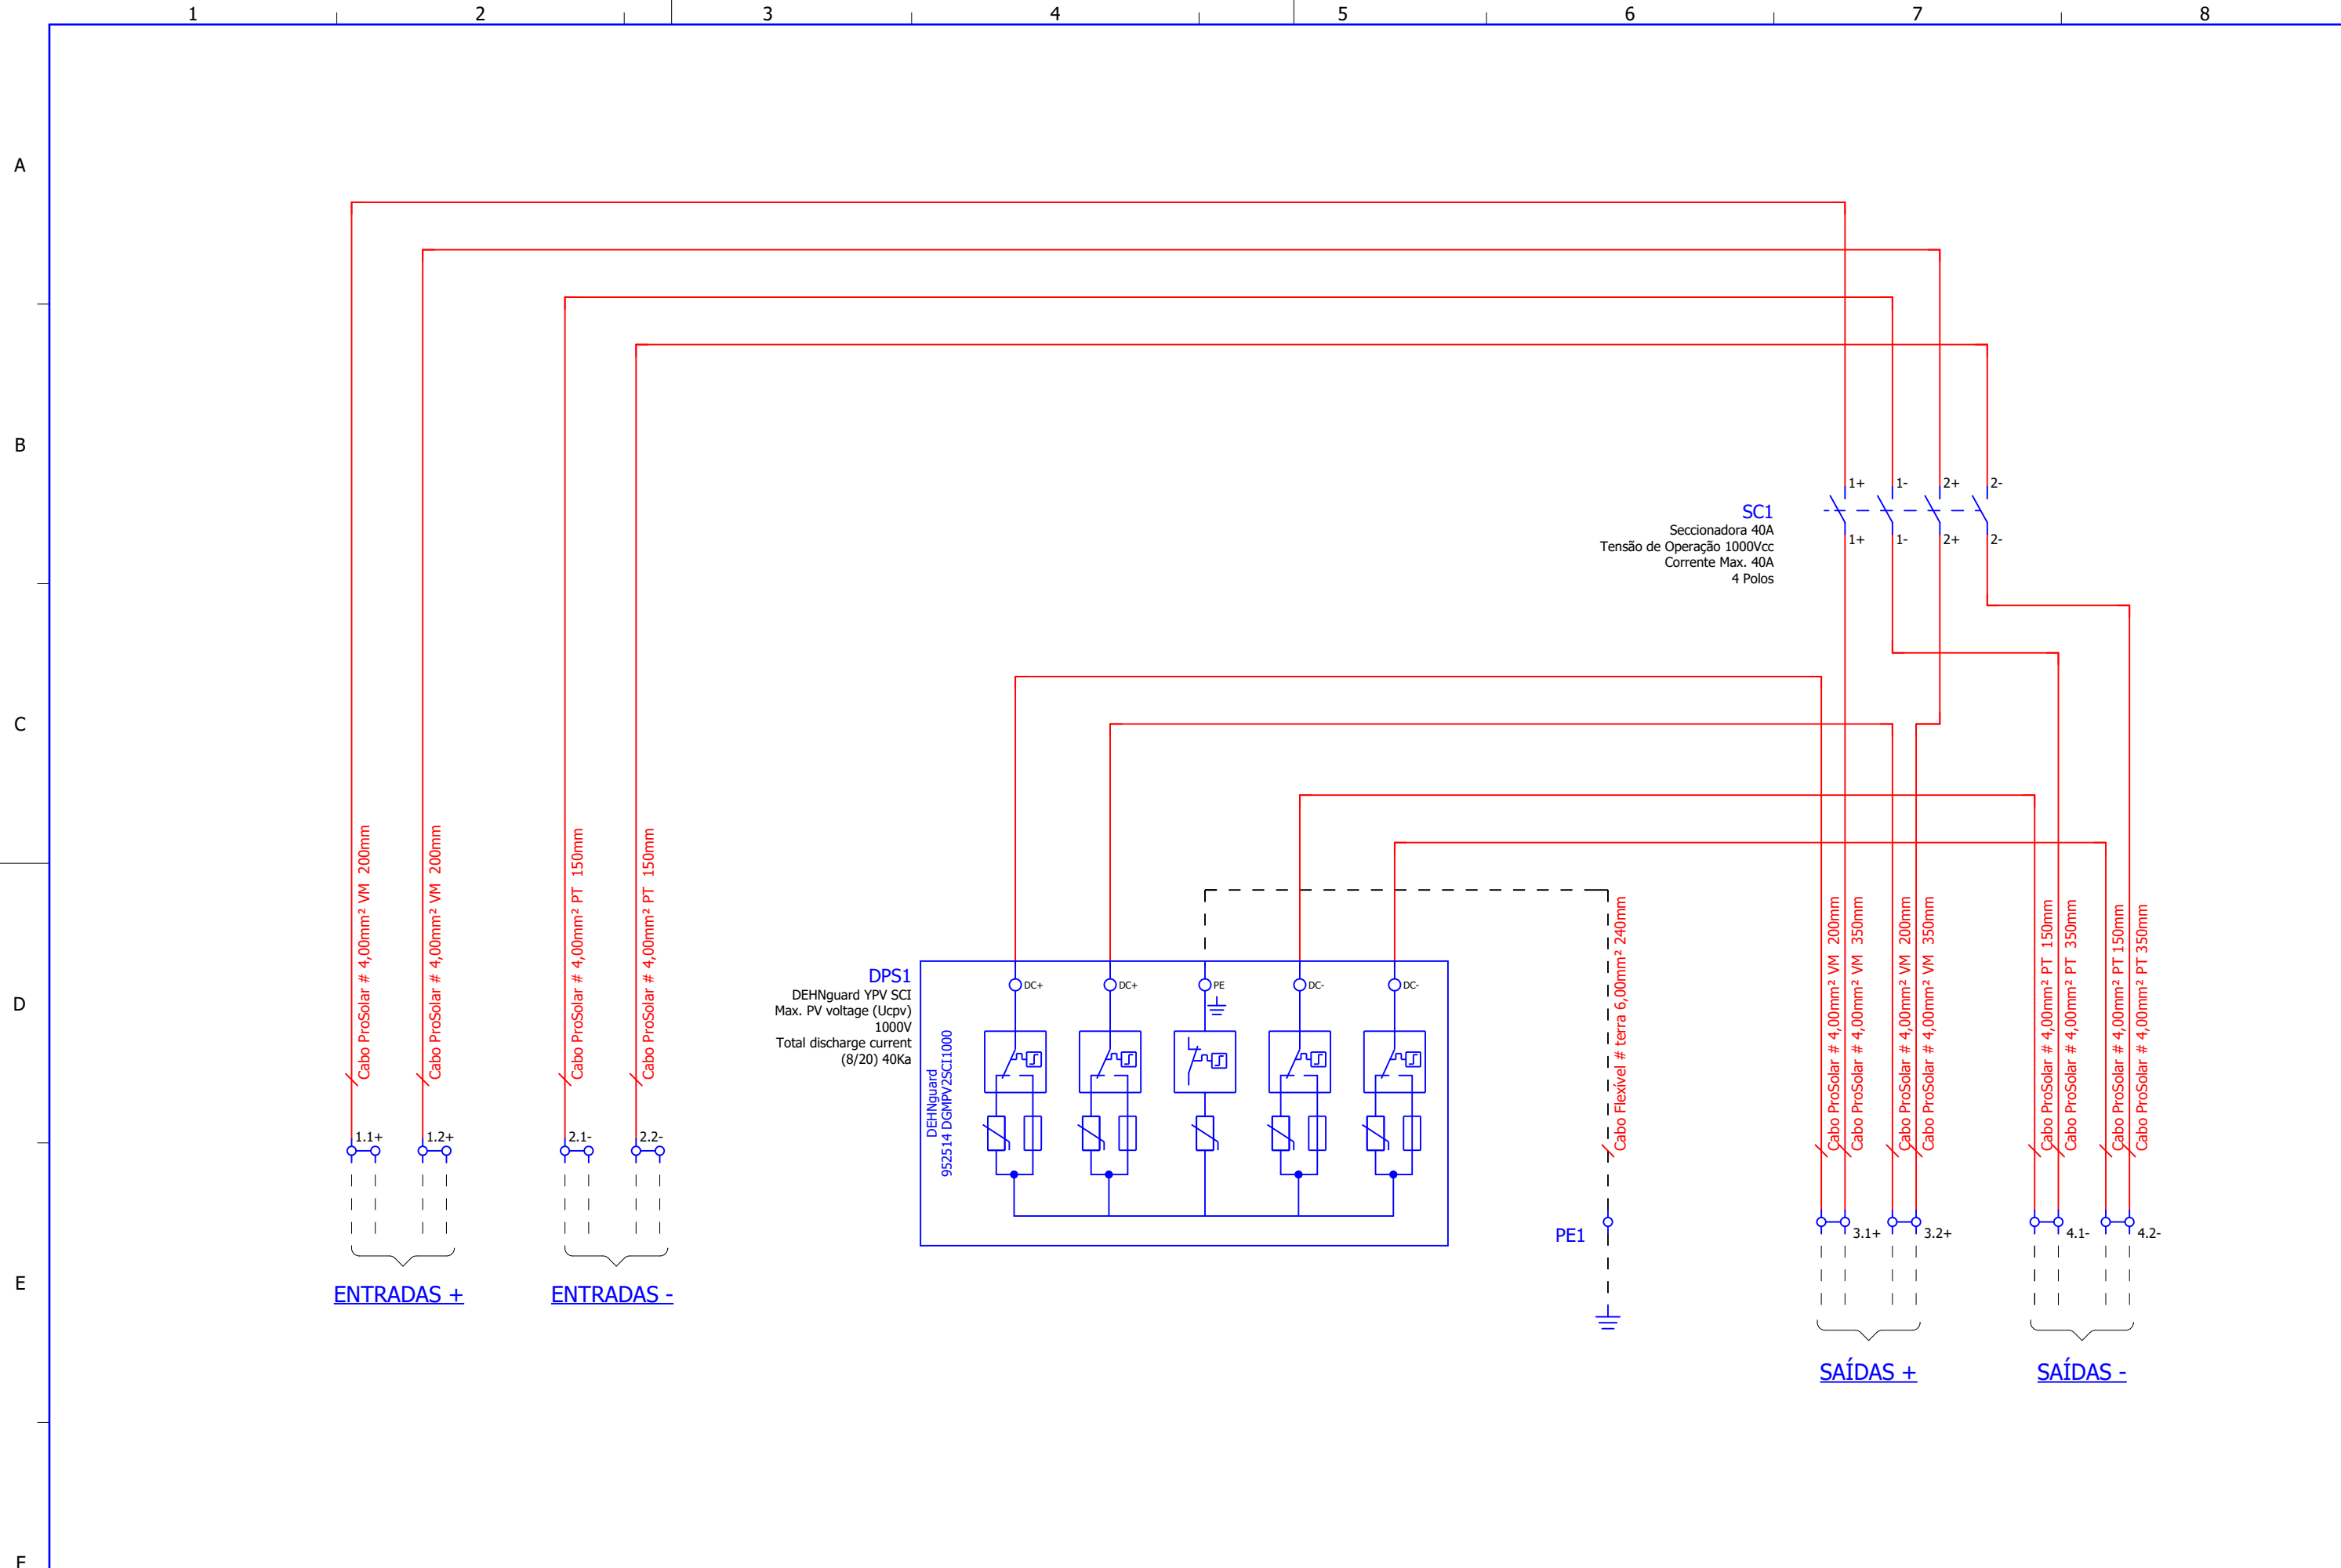 1 2 3 4 5 6 7 8
A
B
1+ 1- 2+ 2-
SC1
Seccionadora 40A
Tensão de Operação 1000Vcc
Corrente Max. 40A
4 Polos
1+ 1- 2+ 2-
C
Cabo ProSolar # 4,00mm² VM 200mm
Cabo ProSolar # 4,00mm² VM 200mm
Cabo ProSolar # 4,00mm² PT 150mm
Cabo ProSolar # 4,00mm² PT 150mm
D
DPS1
DEHNguard YPV SCI
Max. PV voltage (Ucpv)
1000V
Total discharge current
(8/20) 40Ka
DEHNguard
952514 DGMPV2SCI1000
DC+ DC+ PE DC- DC-
Cabo Flexível # terra 6,00mm² 240mm
Cabo ProSolar # 4,00mm² VM 200mm
Cabo ProSolar # 4,00mm² VM 350mm
Cabo ProSolar # 4,00mm² VM 200mm
Cabo ProSolar # 4,00mm² VM 350mm
Cabo ProSolar # 4,00mm² PT 150mm
Cabo ProSolar # 4,00mm² PT 350mm
Cabo ProSolar # 4,00mm² PT 150mm
Cabo ProSolar # 4,00mm² PT 350mm
1.1+ 1.2+ 2.1- 2.2-
PE1
3.1+ 3.2+ 4.1- 4.2-
E
ENTRADAS +
ENTRADAS -
SAÍDAS +
SAÍDAS -
F